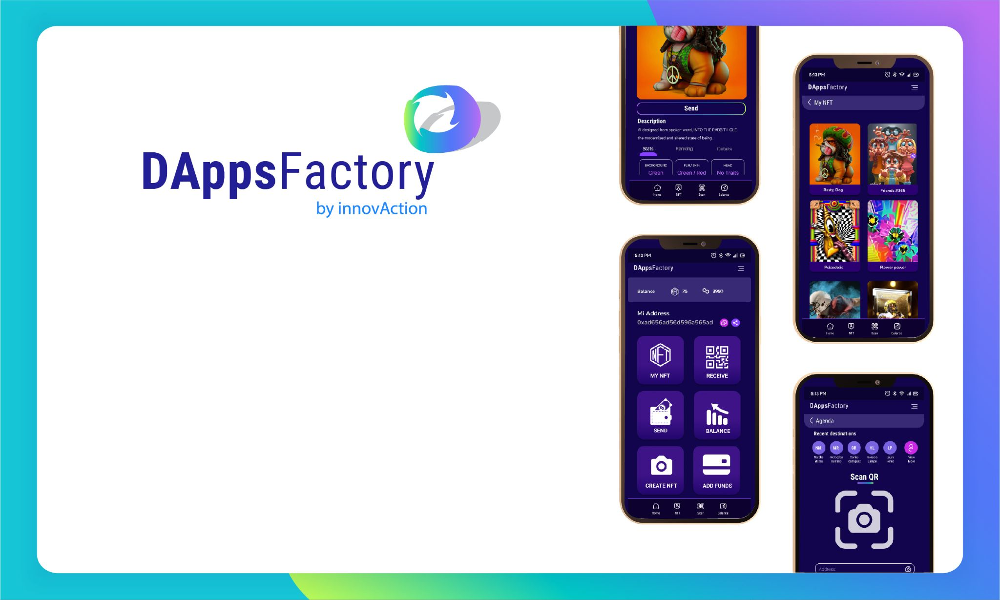 DAppsFactory
by innovAction
Send
Description
AI designed from spoken word, INTO THE RABBIT HOLE
the modernized and altered state of being.
Stats Ranking Details
BACKGROUND FUR/ SKIN HEAD
Green Green / Red No Traits
Home NFT Scan Balance
5:13 PM
DAppsFactory
Balance NFT 25 3950
Mi Address
0xad656ad56d596a565ad
NFT
MY NFT RECEIVE
SEND BALANCE
CREATE NFT ADD FUNDS
Home NFT Scan Balance
5:13 PM
DAppsFactory
My NFT
Rasty Dog Friends #365
Psicodelic Flower power
Home NFT Scan Balance
5:13 PM
DAppsFactory
Agenda
Recent destinations
NM MR CR HL LP
Natalia Mercedes Carlos Horacio Laura View
Mateu Rodriguez Lampe Perez More
Scan QR
Address